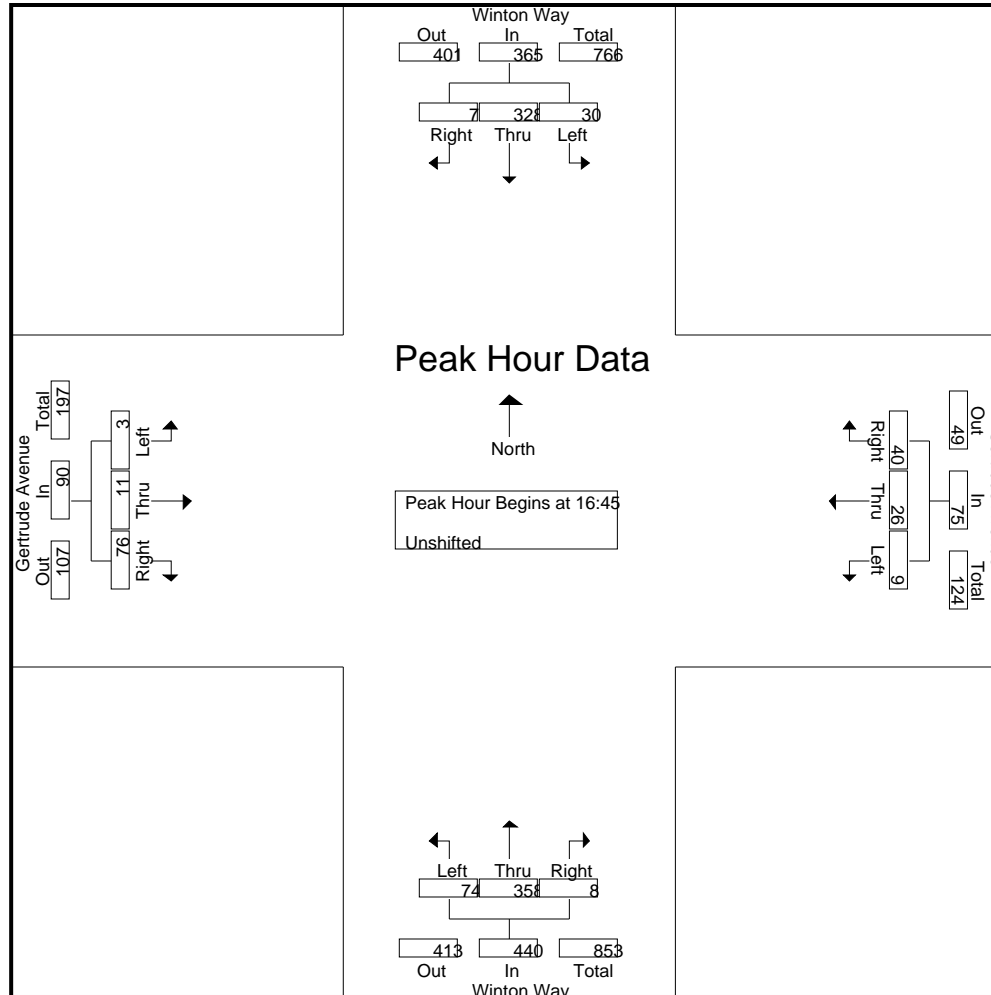 Winton Way
Out In Total
401 365 766
7 328 30
Right Thru Left
Peak Hour Data
North
Peak Hour Begins at 16:45
Unshifted
Gertrude Avenue
Total In Out
197 90 107
3 11 76
Left Thru Right
Right Thru Left
40 26 9
Out In Total
49 75 124
Left Thru Right
74 358 8
413 440 853
Out In Total
Winton Way